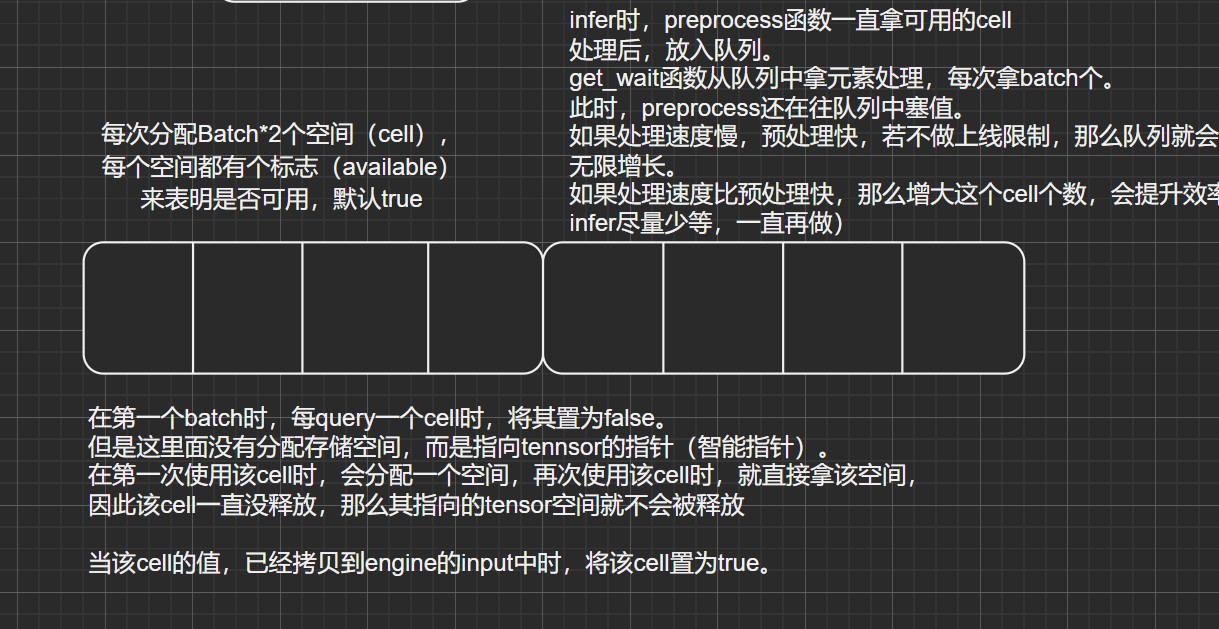 infer时，preprocess函数一直拿可用的cell
处理后，放入队列。
get_wait函数从队列中拿元素处理，每次拿batch个。
此时，preprocess还在往队列中塞值。
如果处理速度慢，预处理快，若不做上线限制，那么队列就会
无限增长。
如果处理速度比预处理快，那么增大这个cell个数，会提升效率
infer尽量少等，一直再做）
每次分配Batch*2个空间（cell），
每个空间都有个标志（available）
来表明是否可用，默认true
在第一个batch时，每query一个cell时，将其置为false。
但是这里面没有分配存储空间，而是指向tennsor的指针（智能指针）。
在第一次使用该cell时，会分配一个空间，再次使用该cell时，就直接拿该空间，
因此该cell一直没释放，那么其指向的tensor空间就不会被释放
当该cell的值，已经拷贝到engine的input中时，将该cell置为true。